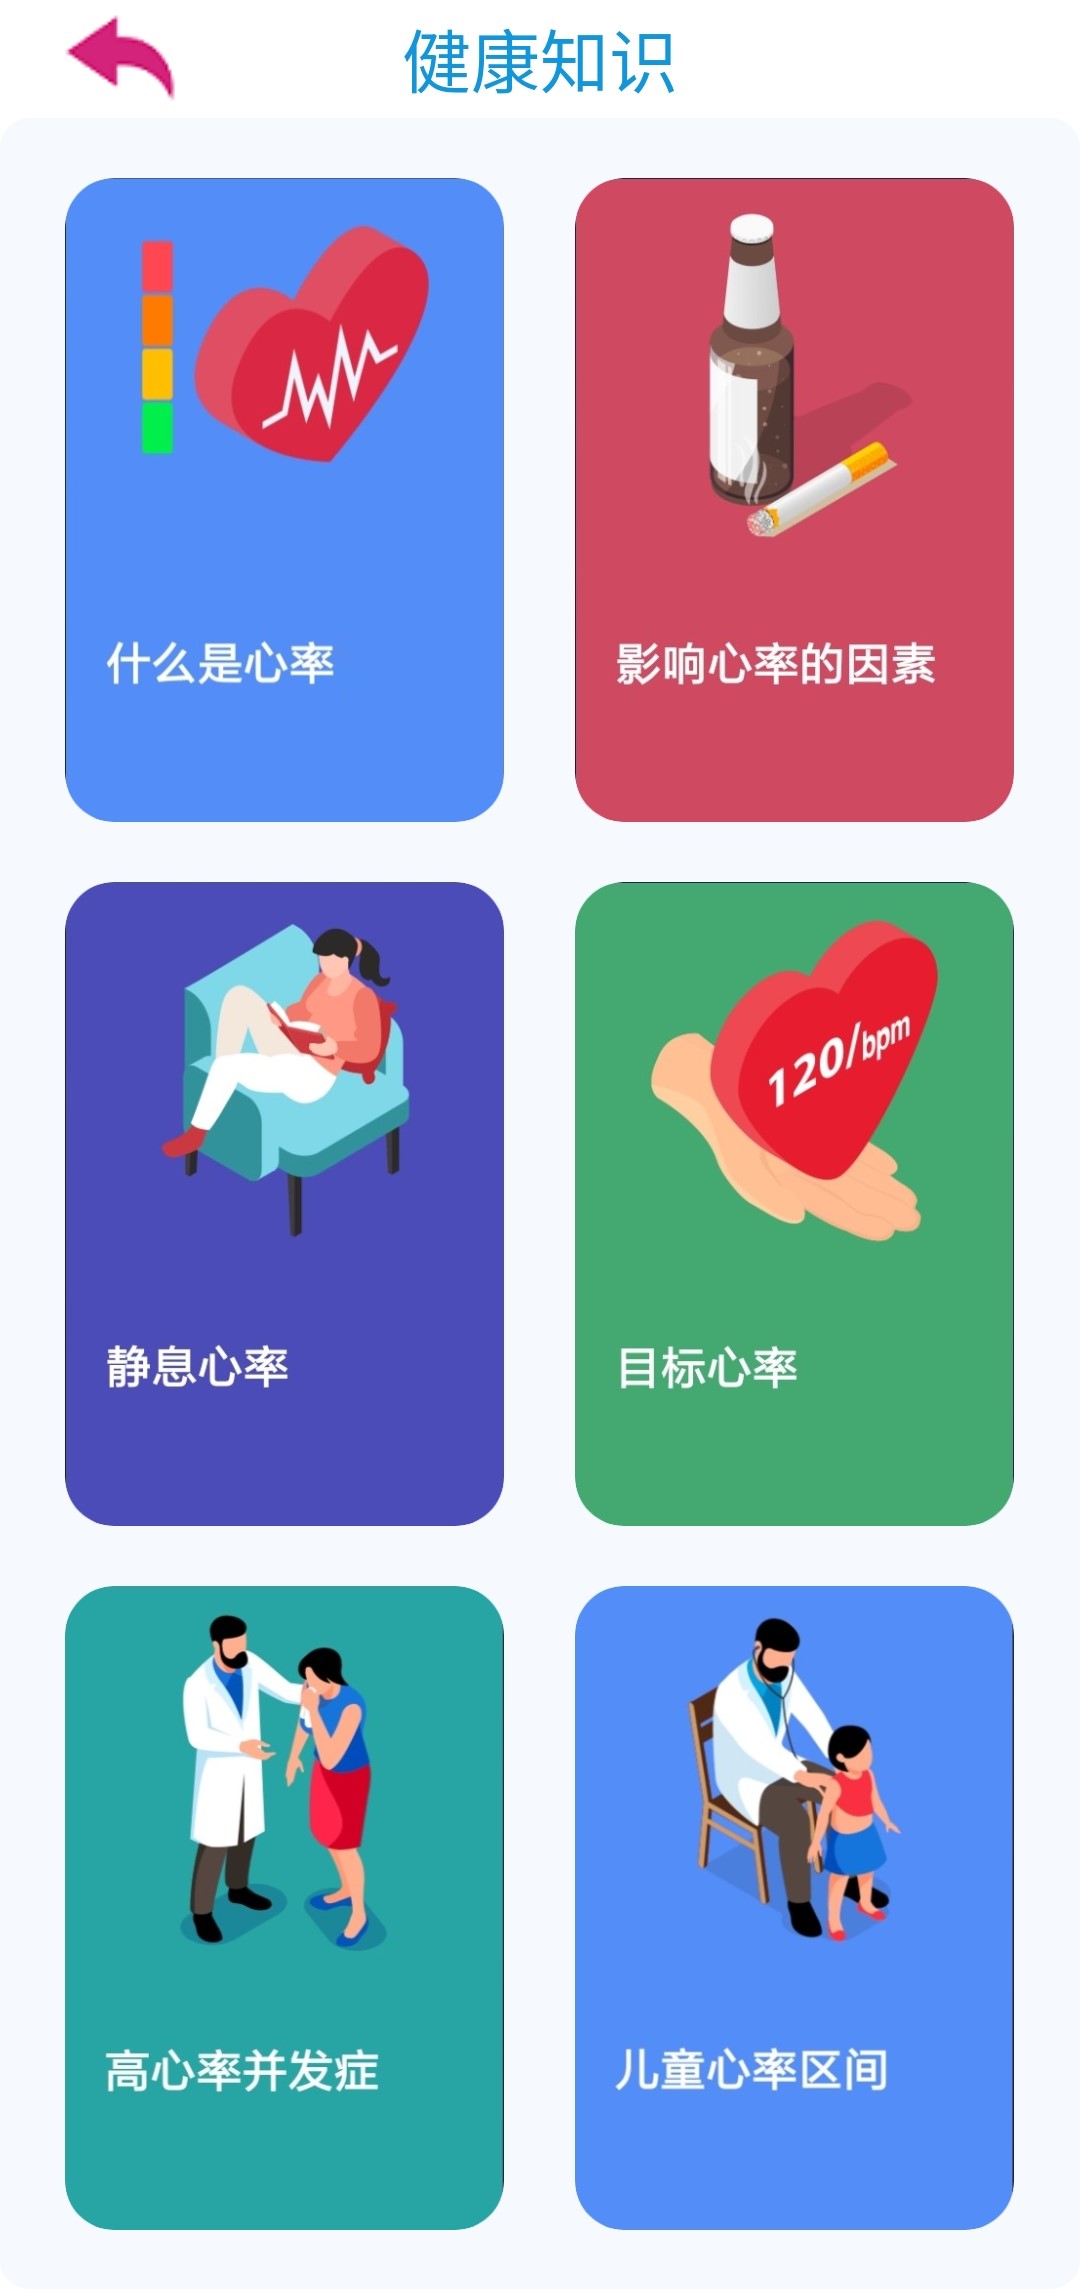 健康知识
什么是心率
影响心率的因素
静息心率
120/bpm
目标心率
高心率并发症
儿童心率区间